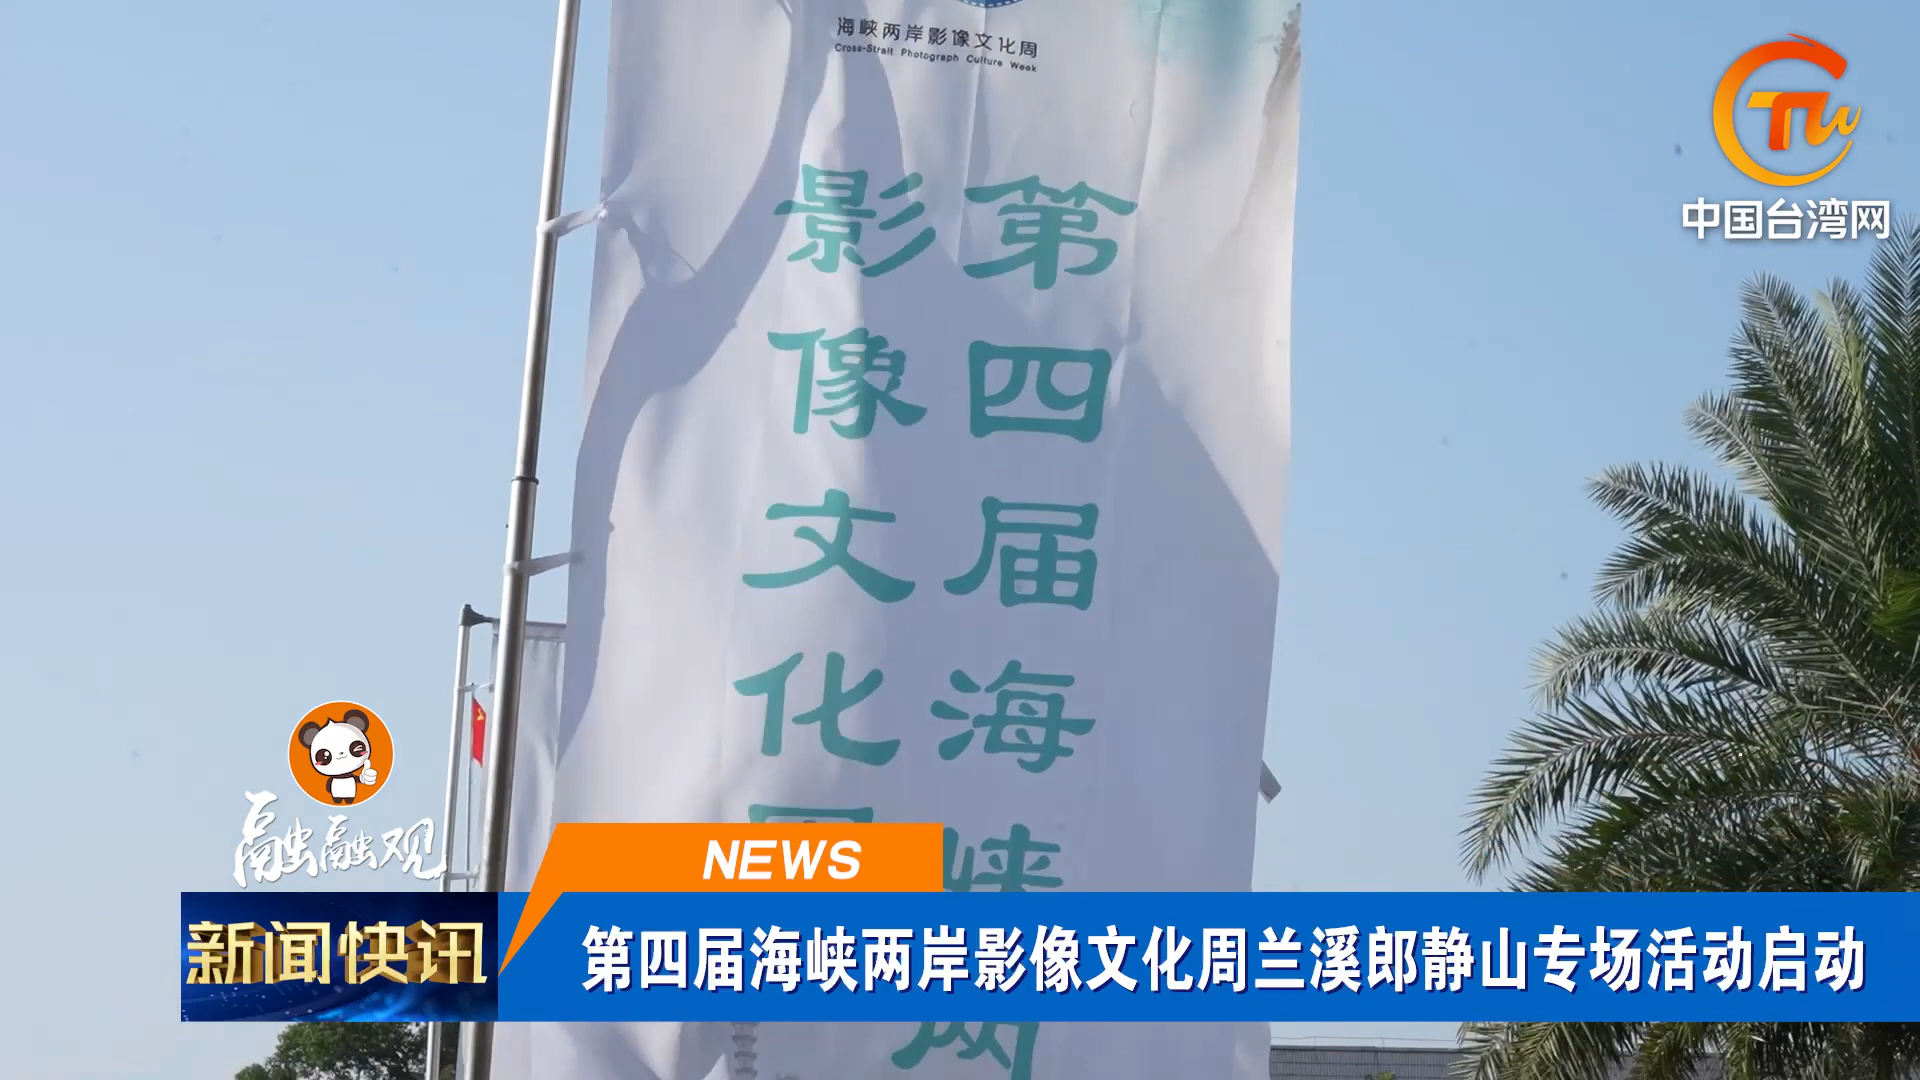 海峡两岸影像文化周
Cross-Strait Photograph Culture Week
中国台湾网
第四届海峡两
影像文化周
融融观
NEWS
新闻快讯
第四届海峡两岸影像文化周兰溪郎静山专场活动启动